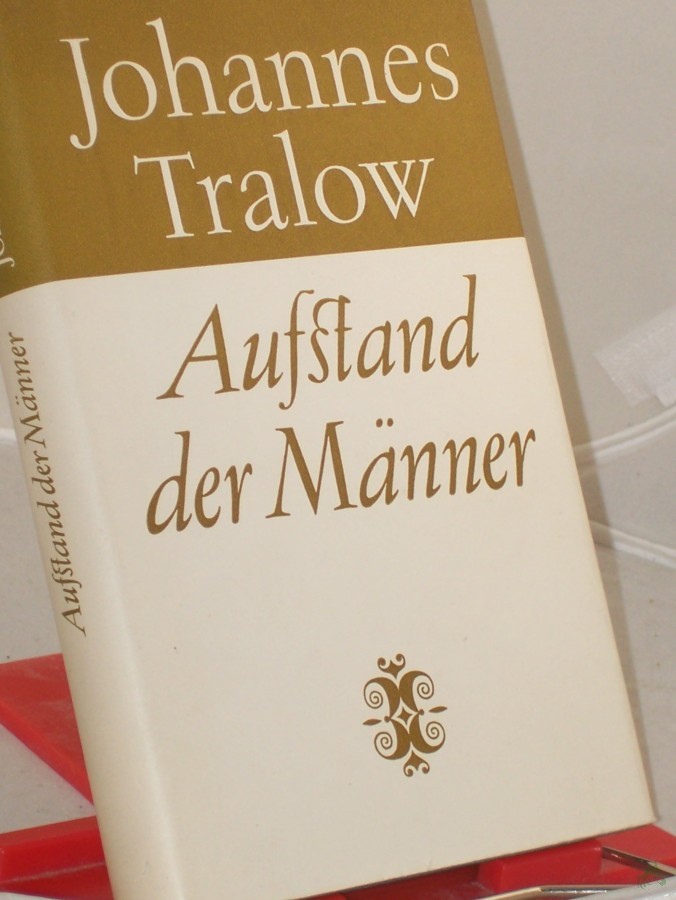 Johannes
Tralow
Aufstand
der Männer
Aufstand der Männer